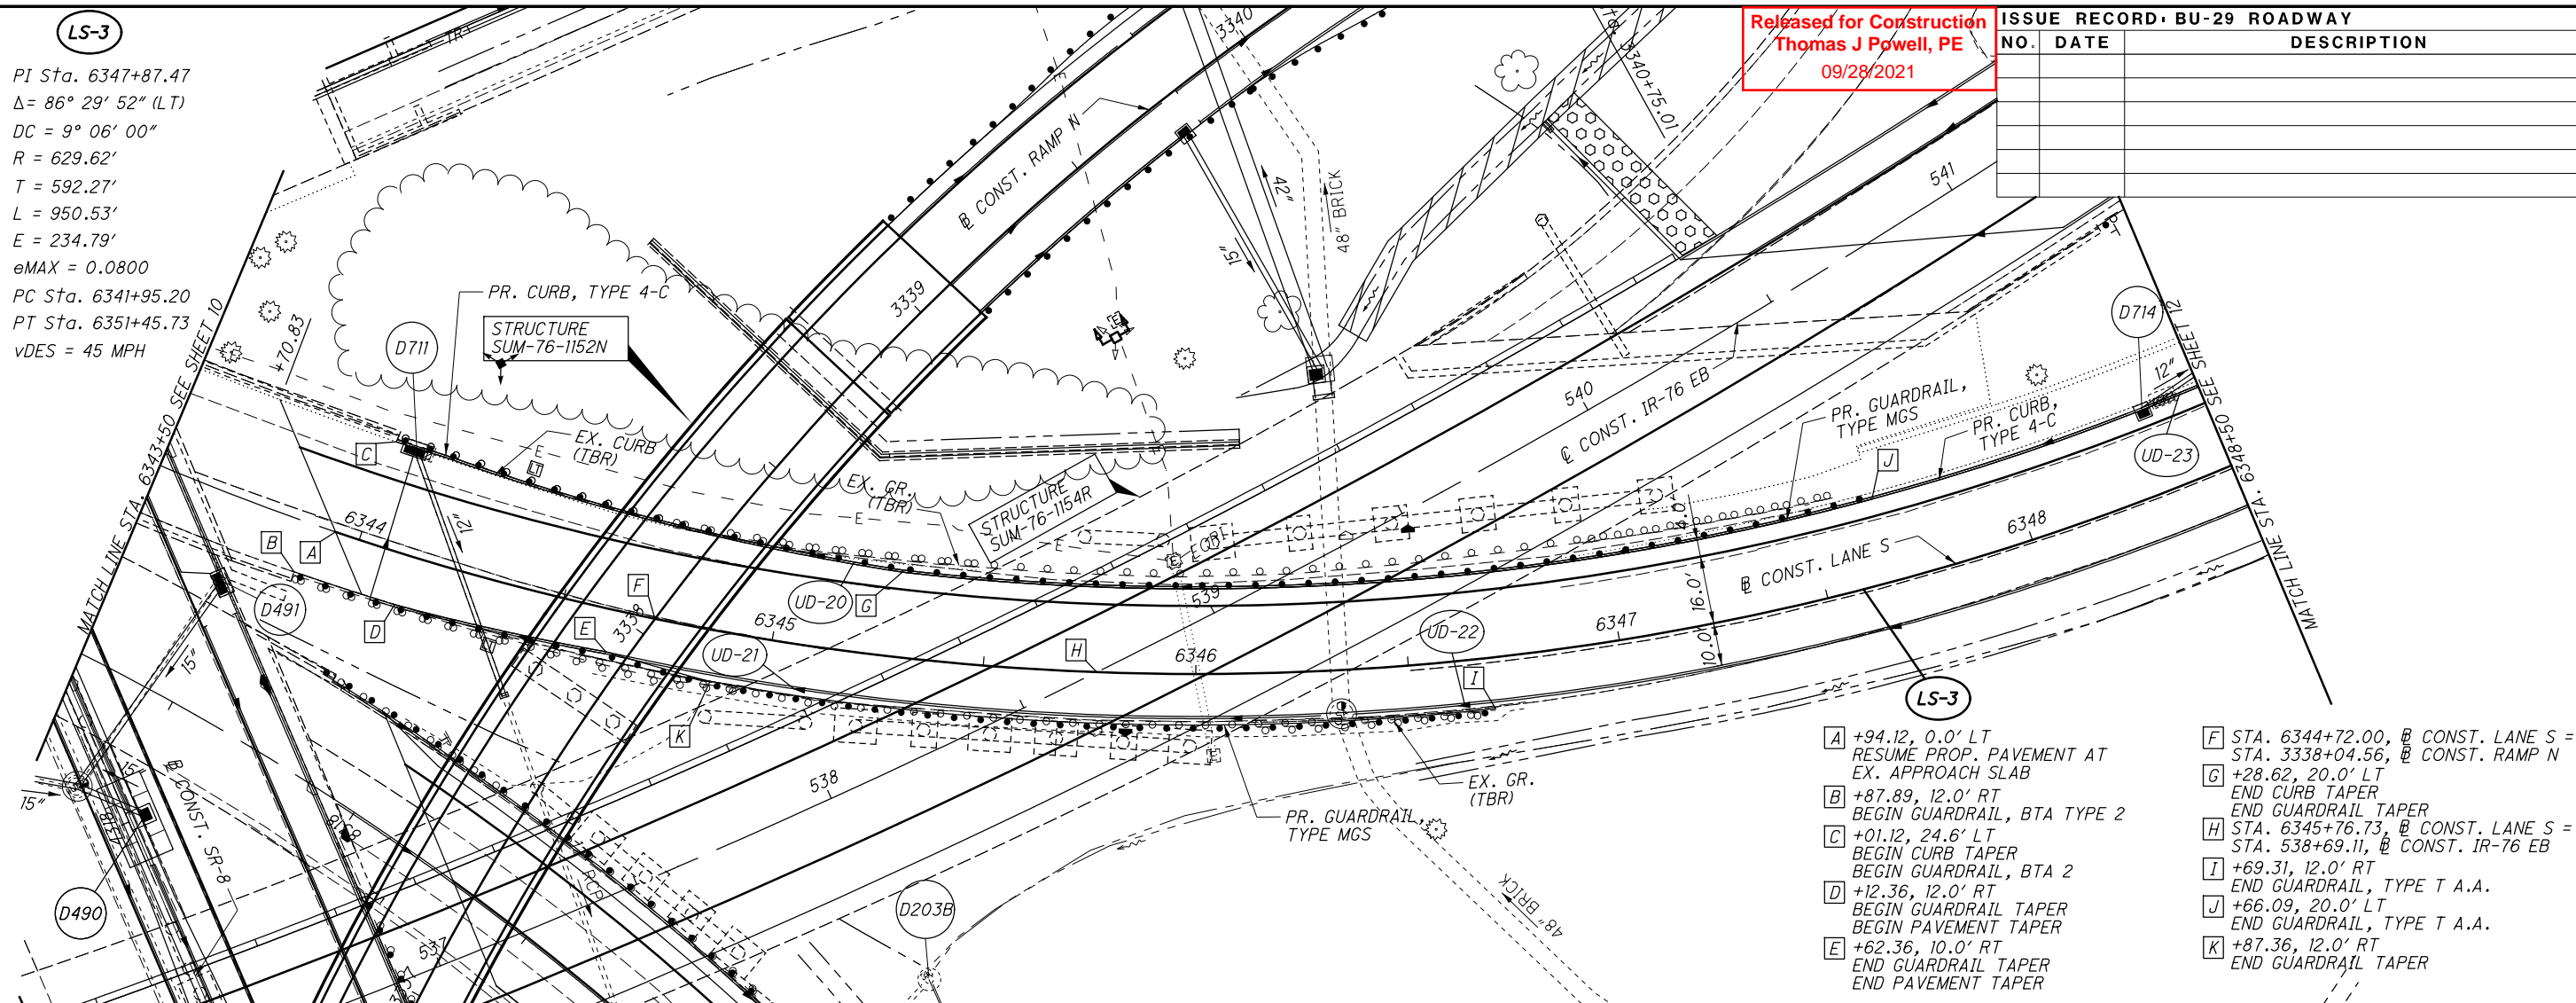 LS-3
PI Sta. 6347+87.47
Δ= 86° 29' 52" (LT)
DC = 9° 06' 00"
R = 629.62'
T = 592.27'
L = 950.53'
E = 234.79'
eMAX = 0.0800
PC Sta. 6341+95.20
PT Sta. 6351+45.73
vDES = 45 MPH
Released for Construction
Thomas J Powell, PE
09/28/2021
ISSUE RECORD: BU-29 ROADWAY
NO. DATE DESCRIPTION
3340
3340+75.01
541
42"
48" BRICK
15"
℄ CONST. RAMP N
3339
PR. CURB, TYPE 4-C
STRUCTURE
SUM-76-1152N
+70.83
D711
MATCH LINE STA. 6343+50 SEE SHEET 10
C
EX. CURB
(TBR)
EX. GR.
(TBR)
STRUCTURE
SUM-76-1154R
540
℄ CONST. IR-76 EB
PR. GUARDRAIL,
TYPE MGS
PR. CURB,
TYPE 4-C
J
D714
12"
UD-23
MATCH LINE STA. 6348+50 SEE SHEET 12
6344
12"
B
A
D491
D
F
E
3338
UD-20
G
6345
UD-21
539
H
6346
UD-22
I
6347
4.0'
16.0'
10.0'
℄ CONST. LANE S
6348
LS-3
K
538
15"
15"
15"
℄ CONST. SR-8
D490
537
RCP
D203B
PR. GUARDRAIL,
TYPE MGS
EX. GR.
(TBR)
48" BRICK
A +94.12, 0.0' LT
RESUME PROP. PAVEMENT AT
EX. APPROACH SLAB
B +87.89, 12.0' RT
BEGIN GUARDRAIL, BTA TYPE 2
C +01.12, 24.6' LT
BEGIN CURB TAPER
BEGIN GUARDRAIL, BTA 2
D +12.36, 12.0' RT
BEGIN GUARDRAIL TAPER
BEGIN PAVEMENT TAPER
E +62.36, 10.0' RT
END GUARDRAIL TAPER
END PAVEMENT TAPER
F STA. 6344+72.00, ℄ CONST. LANE S =
STA. 3338+04.56, ℄ CONST. RAMP N
G +28.62, 20.0' LT
END CURB TAPER
END GUARDRAIL TAPER
H STA. 6345+76.73, ℄ CONST. LANE S =
STA. 538+69.11, ℄ CONST. IR-76 EB
I +69.31, 12.0' RT
END GUARDRAIL, TYPE T A.A.
J +66.09, 20.0' LT
END GUARDRAIL, TYPE T A.A.
K +87.36, 12.0' RT
END GUARDRAIL TAPER